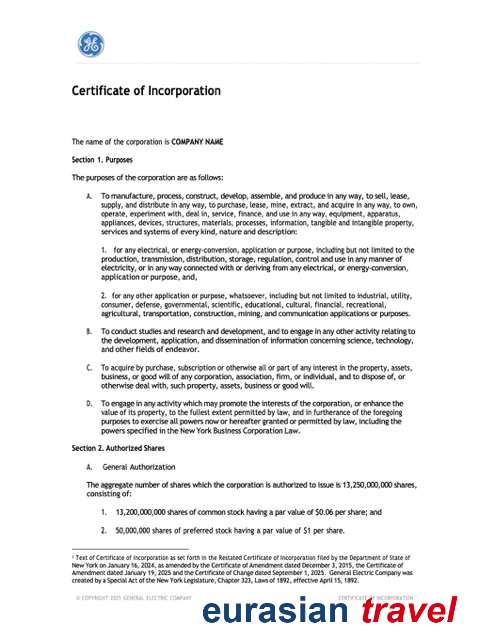 Certificate of Incorporation
The name of the corporation is COMPANY NAME
Section 1. Purposes
The purposes of the corporation are as follows:
A. To manufacture, process, construct, develop, assemble, and produce in any way, to sell, lease,
supply, and distribute in any way, to purchase, lease, mine, extract, and acquire in any way, to own,
operate, experiment with, deal in, service, finance, and use in any way, equipment, apparatus,
appliances, devices, structures, materials, processes, information, tangible and intangible property,
services and systems of every kind, nature and description:
1. for any electrical, or energy-conversion, application or purpose, including but not limited to the
production, transmission, distribution, storage, regulation, control and use in any manner of
electricity, or in any way connected with or deriving from any electrical, or energy-conversion,
application or purpose, and,
2. for any other application or purpose, whatsoever, including but not limited to industrial, utility,
consumer, defense, governmental, scientific, educational, cultural, financial, recreational,
agricultural, transportation, construction, mining, and communication applications or purposes.
B. To conduct studies and research and development, and to engage in any other activity relating to
the development, application, and dissemination of information concerning science, technology,
and other fields of endeavor.
C. To acquire by purchase, subscription or otherwise all or part of any interest in the property, assets,
business, or good will of any corporation, association, firm, or individual, and to dispose of, or
otherwise deal with, such property, assets, business or good will.
D. To engage in any activity which may promote the interests of the corporation, or enhance the
value of its property, to the fullest extent permitted by law, and in furtherance of the foregoing
purposes to exercise all powers now or hereafter granted or permitted by law, including the
powers specified in the New York Business Corporation Law.
Section 2. Authorized Shares
A. General Authorization
The aggregate number of shares which the corporation is authorized to issue is 13,250,000,000 shares,
consisting of:
1. 13,200,000,000 shares of common stock having a par value of $0.06 per share; and
2. 50,000,000 shares of preferred stock having a par value of $1 per share.
¹ Text of Certificate of Incorporation as set forth in the Restated Certificate of Incorporation filed by the Department of State of
New York on January 16, 2024, as amended by the Certificate of Amendment dated December 3, 2015, the Certificate of
Amendment dated January 19, 2025 and the Certificate of Change dated September 1, 2025. General Electric Company was
created by a Special Act of the New York Legislature, Chapter 323, Laws of 1892, effective April 15, 1892.
© COPYRIGHT 2025 GENERAL ELECTRIC COMPANY CERTIFICATE OF INCORPORATION
eurasian travel